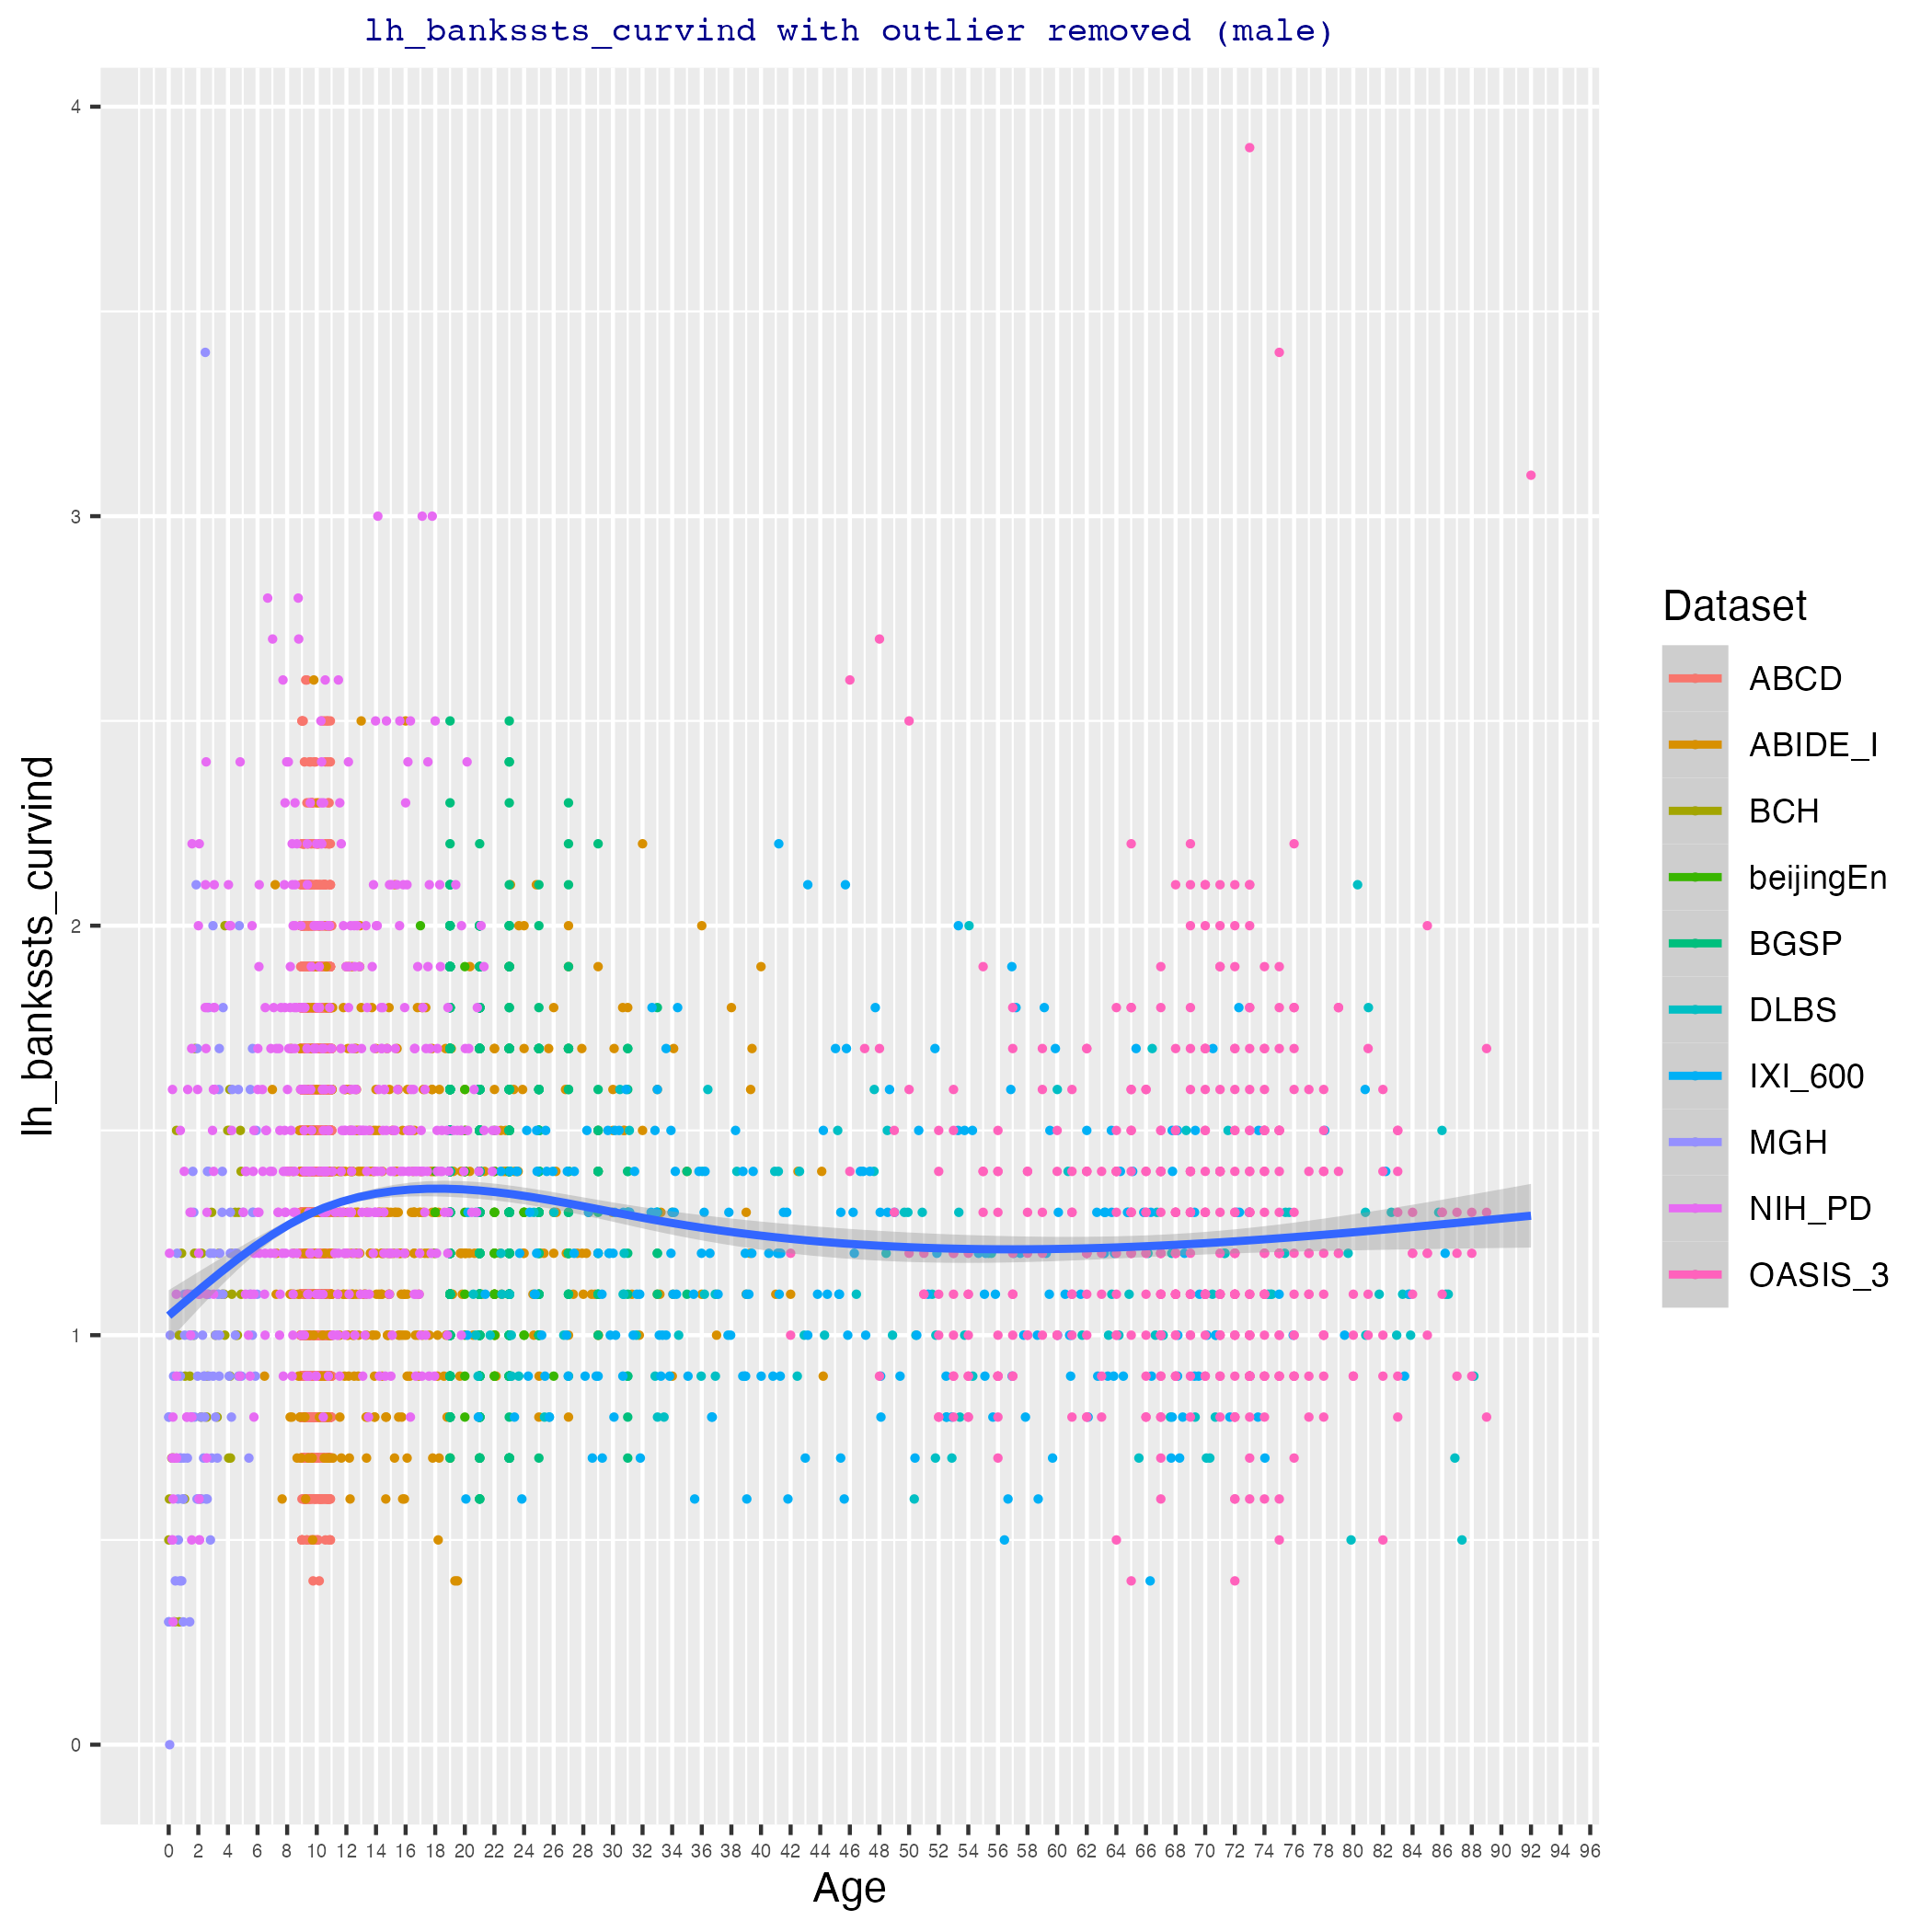 lh_bankssts_curvind with outlier removed (male)
lh_bankssts_curvind
4
3
2
1
0
0 2 4 6 8 10 12 14 16 18 20 22 24 26 28 30 32 34 36 38 40 42 44 46 48 50 52 54 56 58 60 62 64 66 68 70 72 74 76 78 80 82 84 86 88 90 92 94 96
Age
Dataset
ABCD
ABIDE_I
BCH
beijingEn
BGSP
DLBS
IXI_600
MGH
NIH_PD
OASIS_3